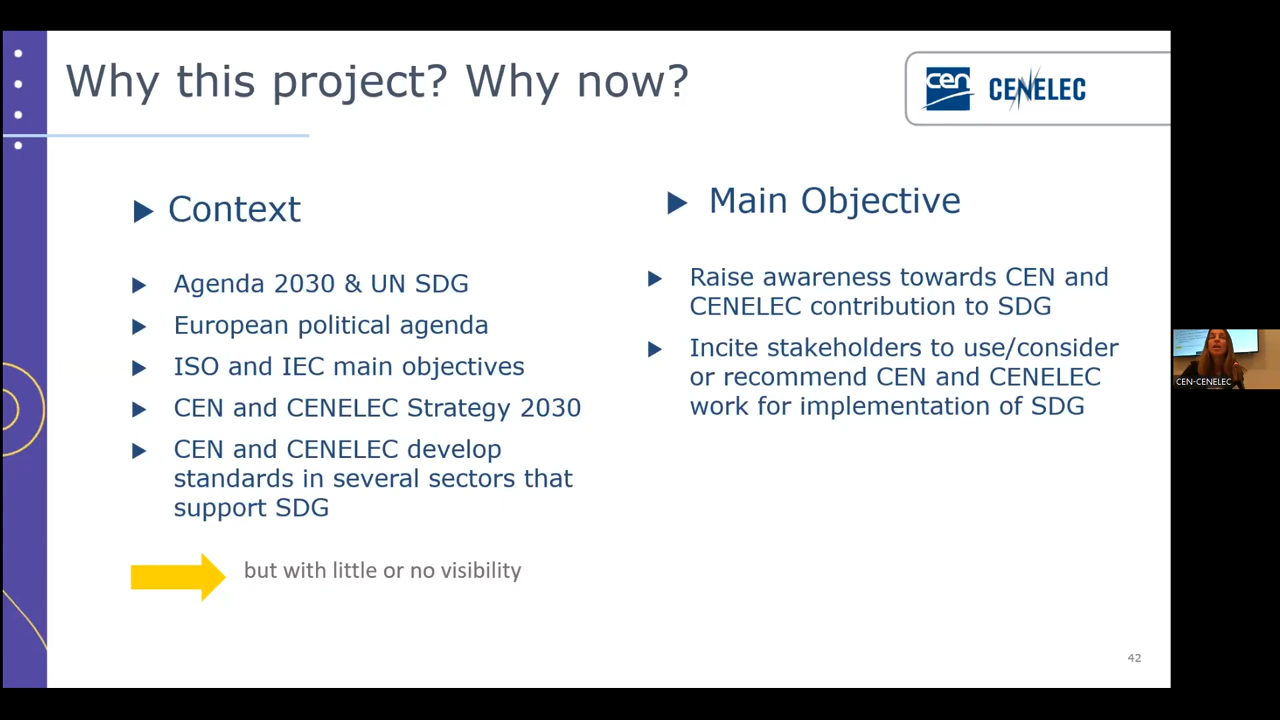 Why this project? Why now?
cen
CENELEC
Context
Agenda 2030 & UN SDG
European political agenda
ISO and IEC main objectives
CEN and CENELEC Strategy 2030
CEN and CENELEC develop
standards in several sectors that
support SDG
but with little or no visibility
Main Objective
Raise awareness towards CEN and
CENELEC contribution to SDG
Incite stakeholders to use/consider
or recommend CEN and CENELEC
work for implementation of SDG
CEN-CENELEC
42